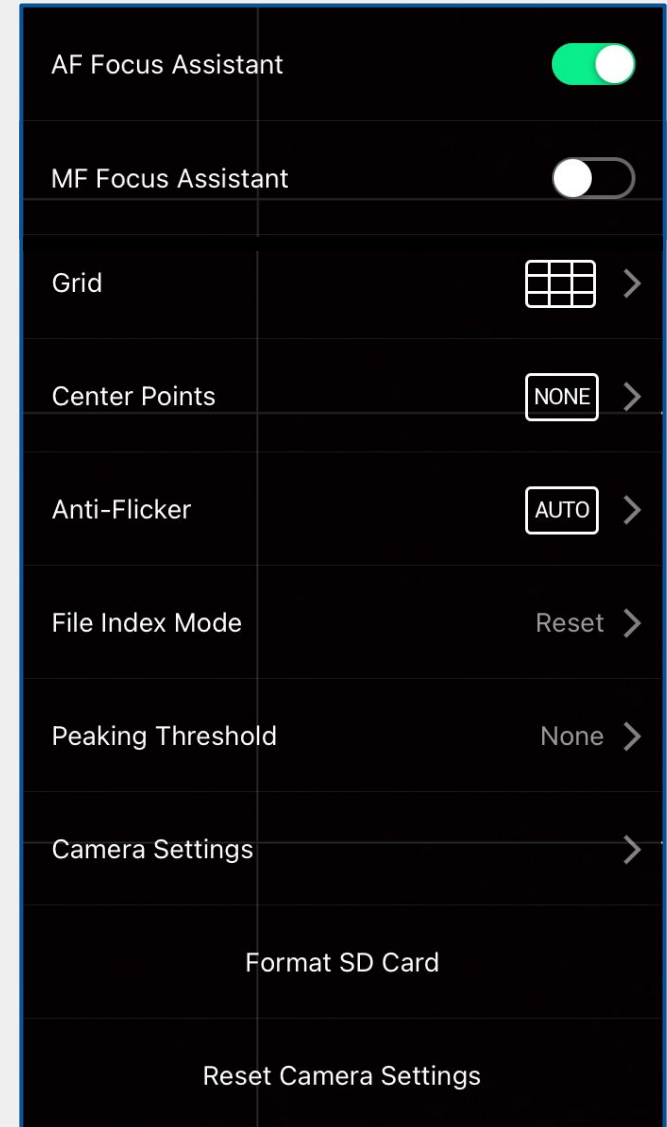 AF Focus Assistant
MF Focus Assistant
Grid
Center Points NONE
Anti-Flicker AUTO
File Index Mode Reset
Peaking Threshold None
Camera Settings
Format SD Card
Reset Camera Settings